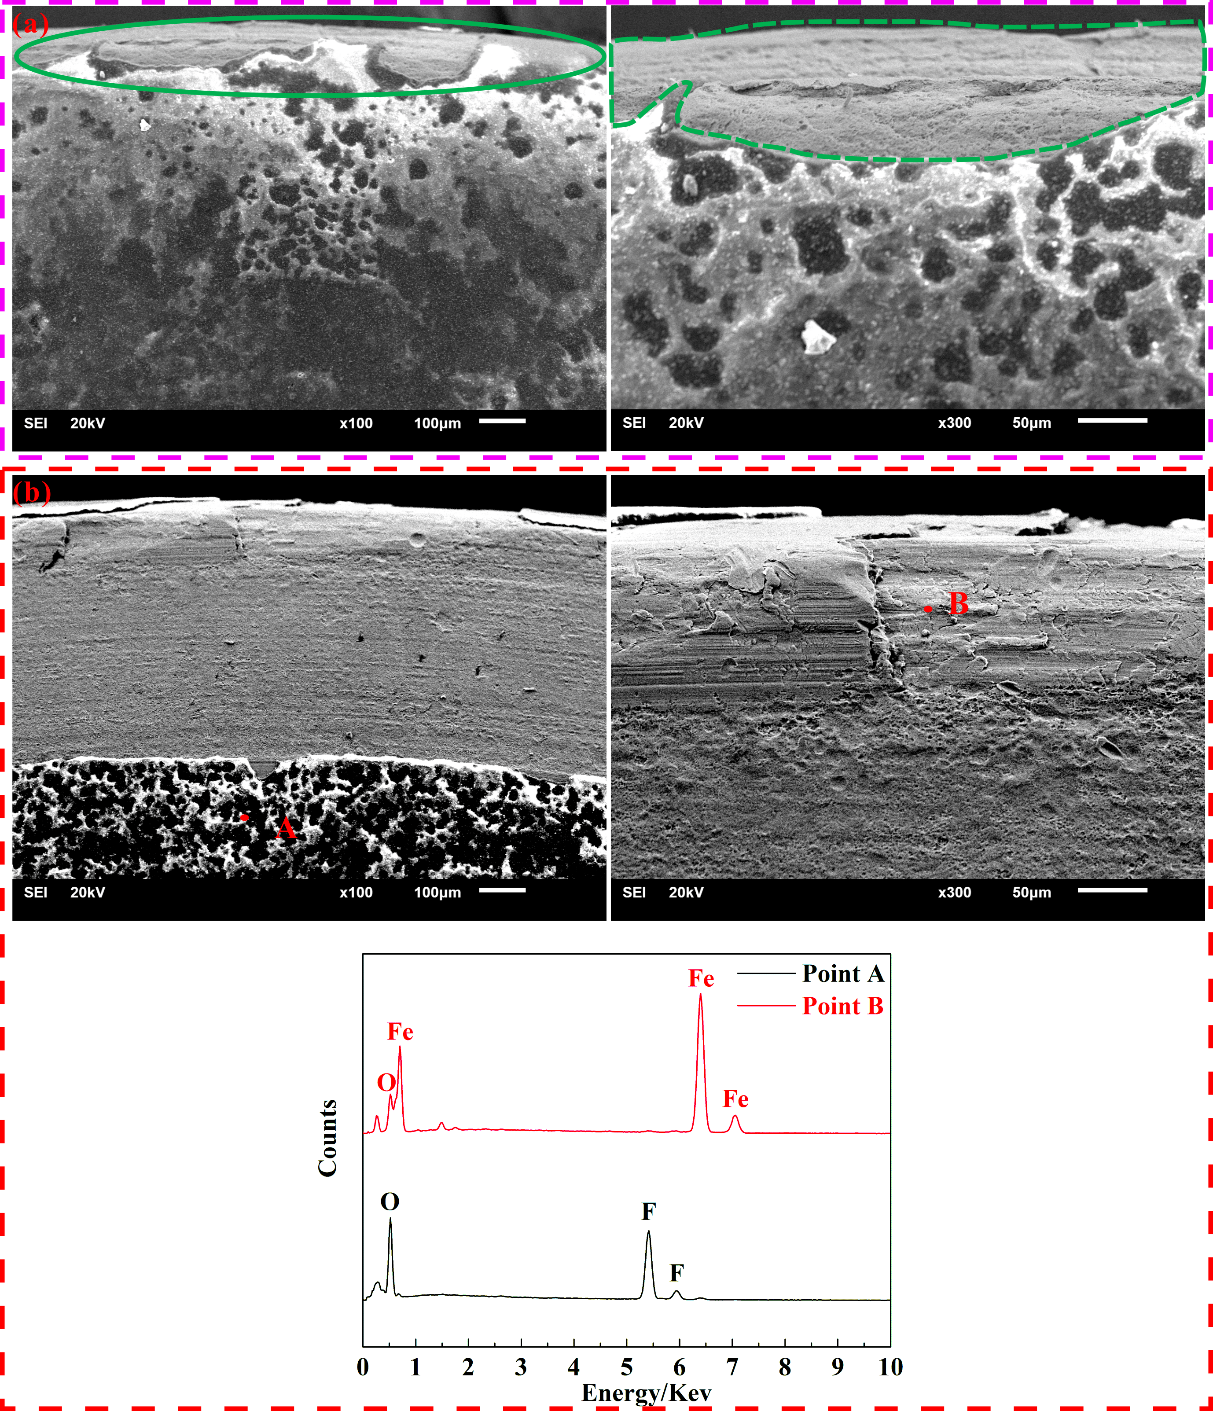 (a)
SEI 20kV x100 100μm
SEI 20kV x300 50μm
(b)
A
B
SEI 20kV x100 100μm
SEI 20kV x300 50μm
Point A
Point B
Fe
Fe
O
Fe
O
F
F
Counts
0 1 2 3 4 5 6 7 8 9 10
Energy/Kev